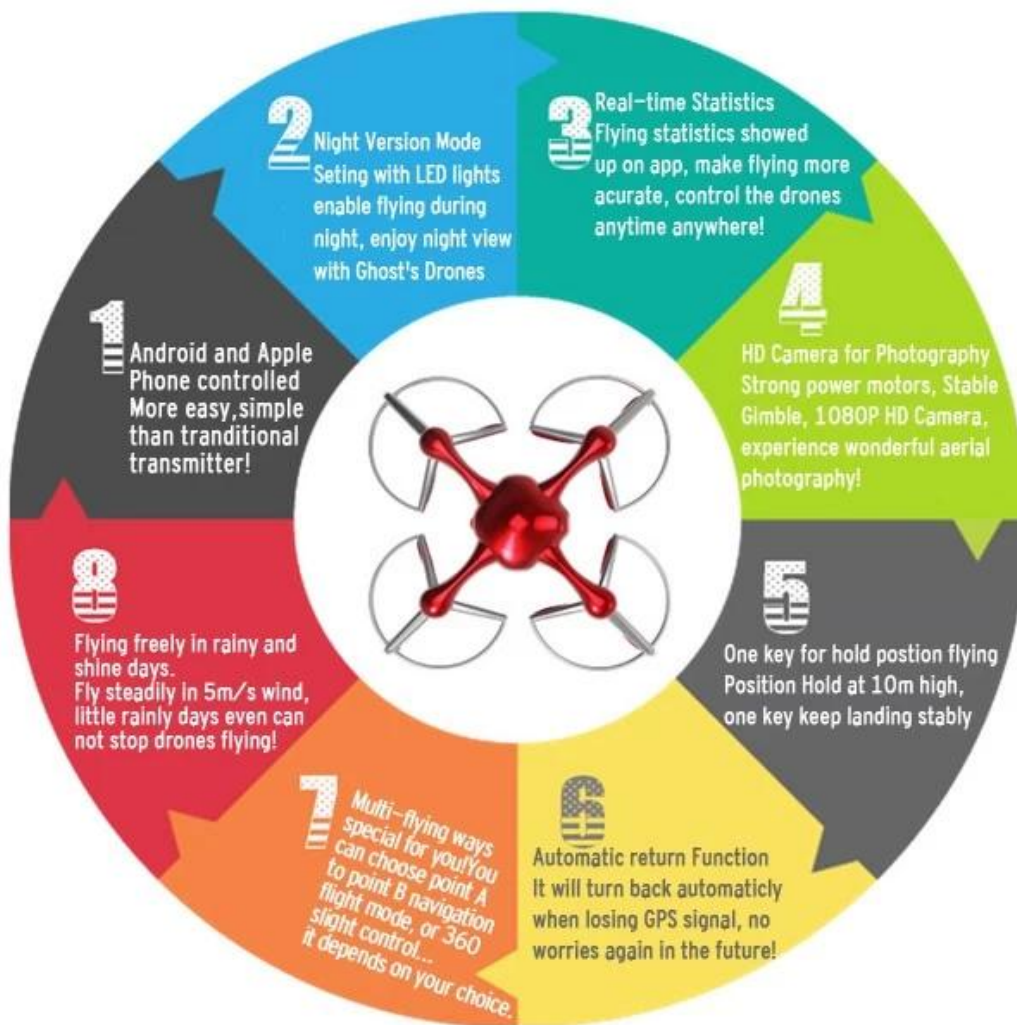 1
Android and Apple
Phone controlled
More easy,simple
than tranditional
transmitter!
2
Night Version Mode
Seting with LED lights
enable flying during
night, enjoy night view
with Ghost's Drones
3
Real-time Statistics
Flying statistics showed
up on app, make flying more
acurate, control the drones
anytime anywhere!
4
HD Camera for Photography
Strong power motors, Stable
Gimble, 1080P HD Camera,
experience wonderful aerial
photography!
5
One key for hold postion flying
Position Hold at 10m high,
one key keep landing stably
6
Automatic return Function
It will turn back automaticly
when losing GPS signal, no
worries again in the future!
7
Multi-flying ways
special for you!You
can choose point A
to point B navigation
flight mode, or 360
slight control...
it depends on your choice.
8
Flying freely in rainy and
shine days.
Fly steadily in 5m/s wind,
little rainly days even can
not stop drones flying!